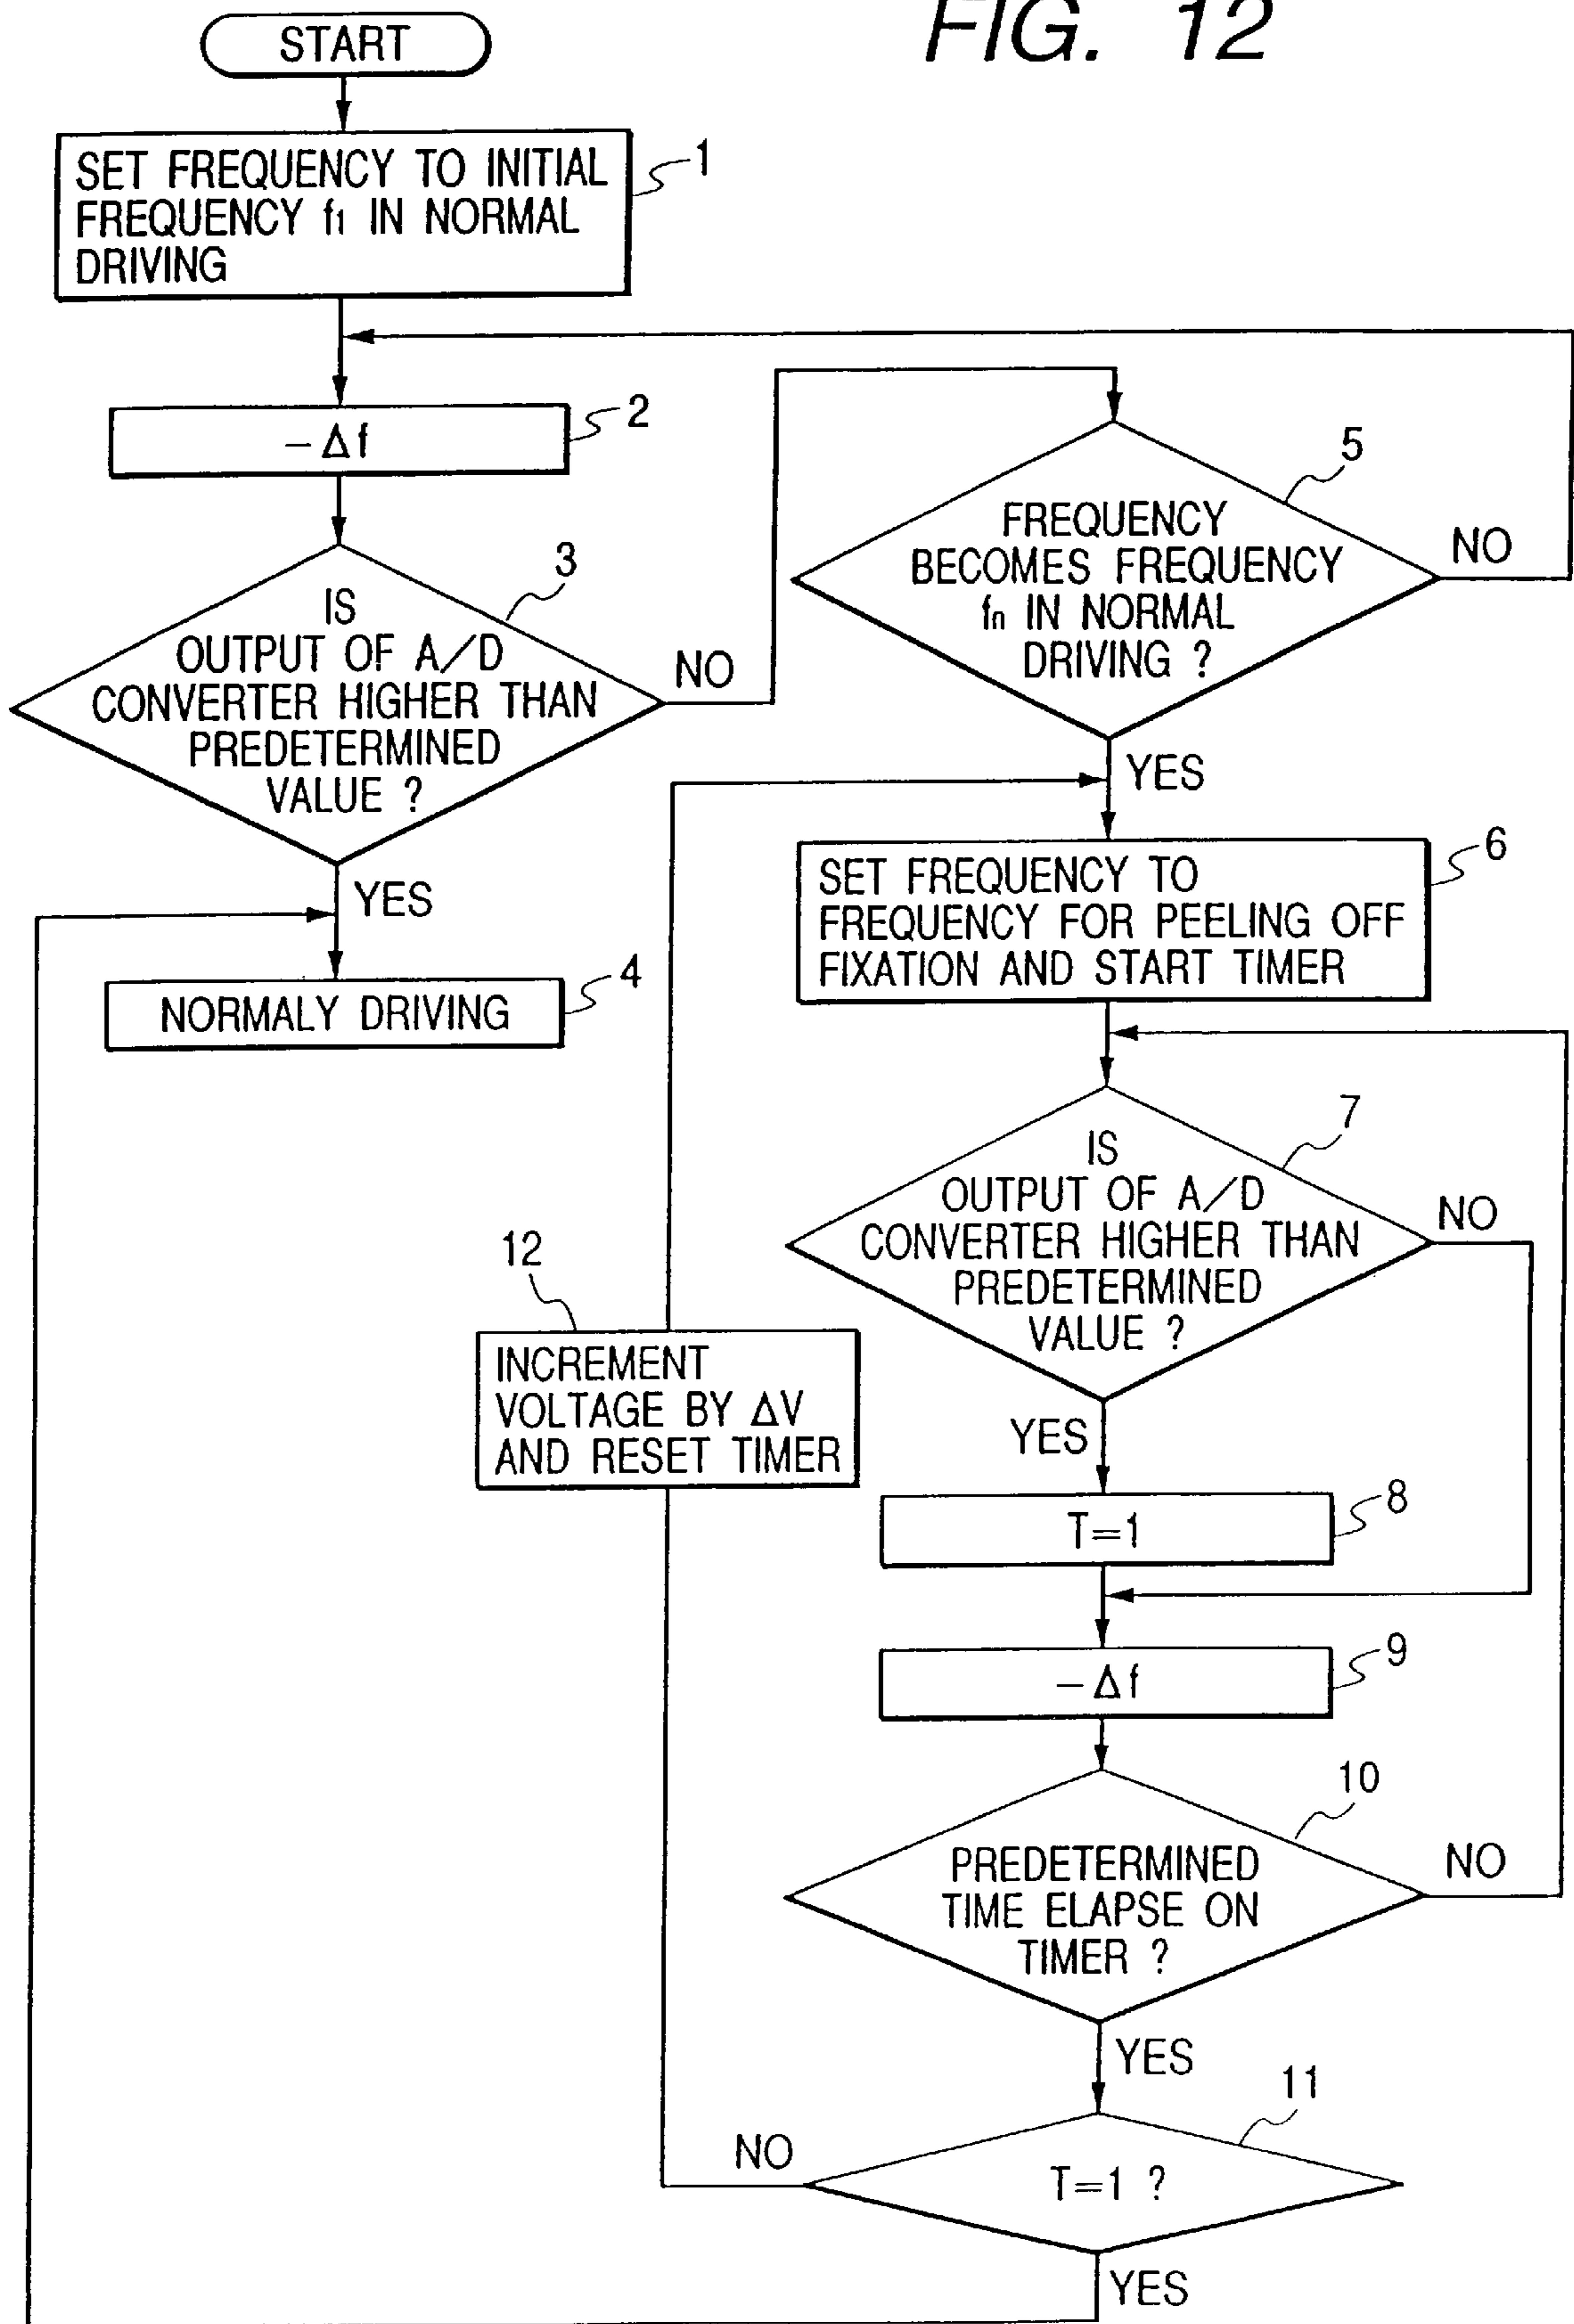 FIG. 12
START
SET FREQUENCY TO INITIAL
FREQUENCY f1 IN NORMAL
DRIVING
1
−Δf
2
IS
OUTPUT OF A/D
CONVERTER HIGHER THAN
PREDETERMINED
VALUE ?
3
NO
YES
NORMALY DRIVING
4
FREQUENCY
BECOMES FREQUENCY
fn IN NORMAL
DRIVING ?
5
NO
YES
SET FREQUENCY TO
FREQUENCY FOR PEELING OFF
FIXATION AND START TIMER
6
IS
OUTPUT OF A/D
CONVERTER HIGHER THAN
PREDETERMINED
VALUE ?
7
NO
YES
T=1
8
−Δf
9
PREDETERMINED
TIME ELAPSE ON
TIMER ?
10
NO
YES
T=1 ?
11
NO
YES
12
INCREMENT
VOLTAGE BY ΔV
AND RESET TIMER